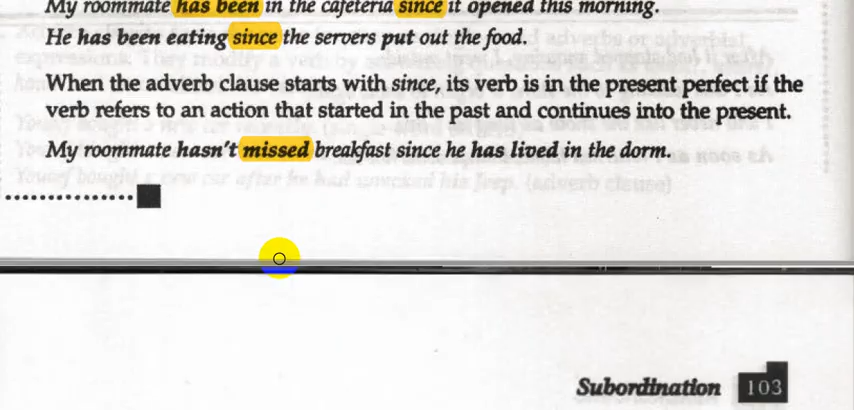 My roommate has been in the cafeteria since it opened this morning.
He has been eating since the servers put out the food.
When the adverb clause starts with since, its verb is in the present perfect if the
verb refers to an action that started in the past and continues into the present.
My roommate hasn't missed breakfast since he has lived in the dorm.
Subordination 103